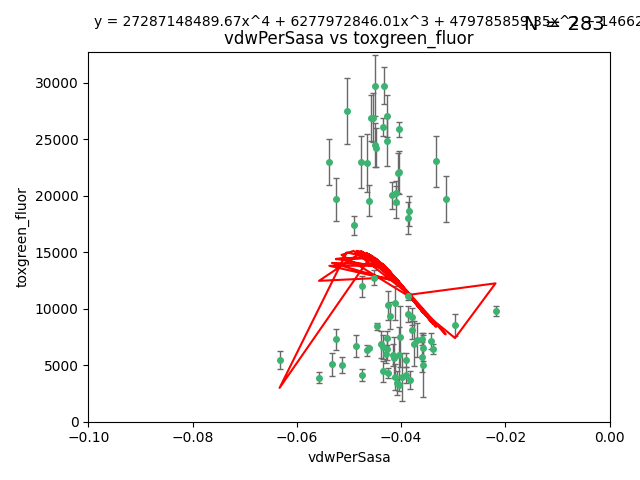 y = 27287148489.67x^4 + 6277972846.01x^3 + 479785859.35x^2 + 14662
N = 283
vdwPerSasa vs toxgreen_fluor
30000
25000
20000
15000
10000
5000
0
toxgreen_fluor
−0.10 −0.08 −0.06 −0.04 −0.02 0.00
vdwPerSasa